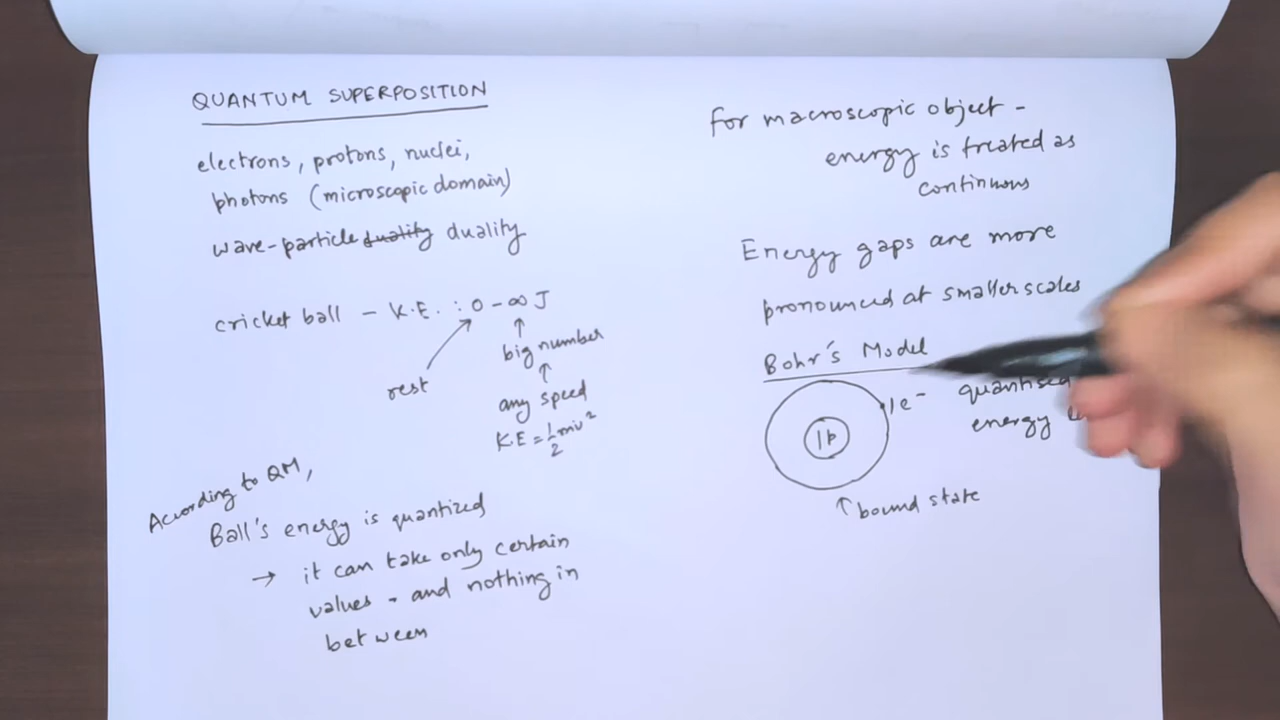 QUANTUM SUPERPOSITION
electrons, protons, nuclei,
photons (microscopic domain)
wave-particle duality duality
cricket ball – K.E. : 0 – ∞ J
rest
big number
any speed
K.E = 1/2 mv²
According to QM,
Ball's energy is quantized
→ it can take only certain
values - and nothing in
between
for macroscopic object -
energy is treated as
continuous
Energy gaps are more
pronounced at smaller scales
Bohr's Model
1e⁻
1p
quantised
energy
↑ bound state